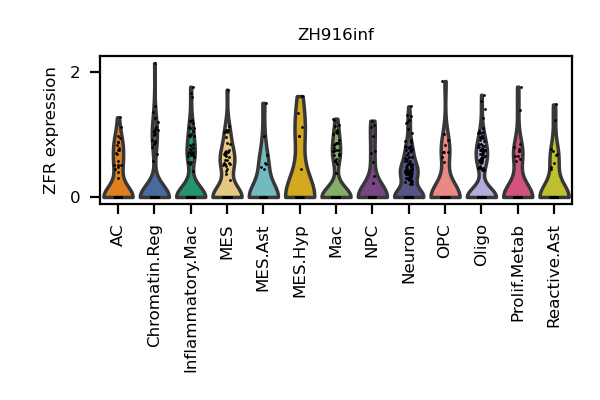 ZH916inf
ZFR expression
2
0
AC
Chromatin.Reg
Inflammatory.Mac
MES
MES.Ast
MES.Hyp
Mac
NPC
Neuron
OPC
Oligo
Prolif.Metab
Reactive.Ast